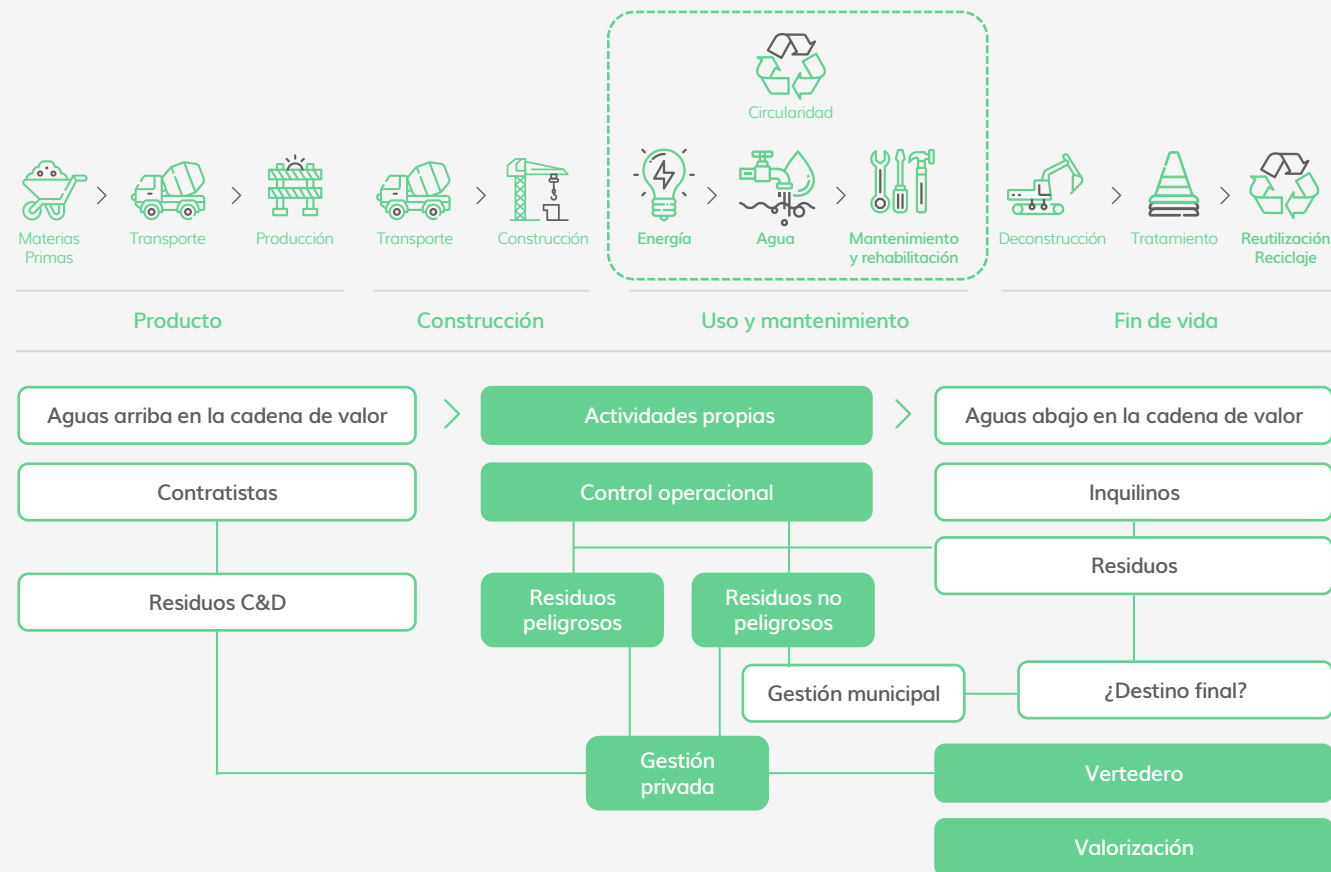 Circularidad
Materias
Primas
Transporte
Producción
Transporte
Construcción
Energía
Agua
Mantenimiento
y rehabilitación
Deconstrucción
Tratamiento
Reutilización
Reciclaje
Producto
Construcción
Uso y mantenimiento
Fin de vida
Aguas arriba en la cadena de valor
Actividades propias
Aguas abajo en la cadena de valor
Contratistas
Control operacional
Inquilinos
Residuos
Residuos C&D
Residuos
peligrosos
Residuos no
peligrosos
Gestión municipal
¿Destino final?
Gestión
privada
Vertedero
Valorización